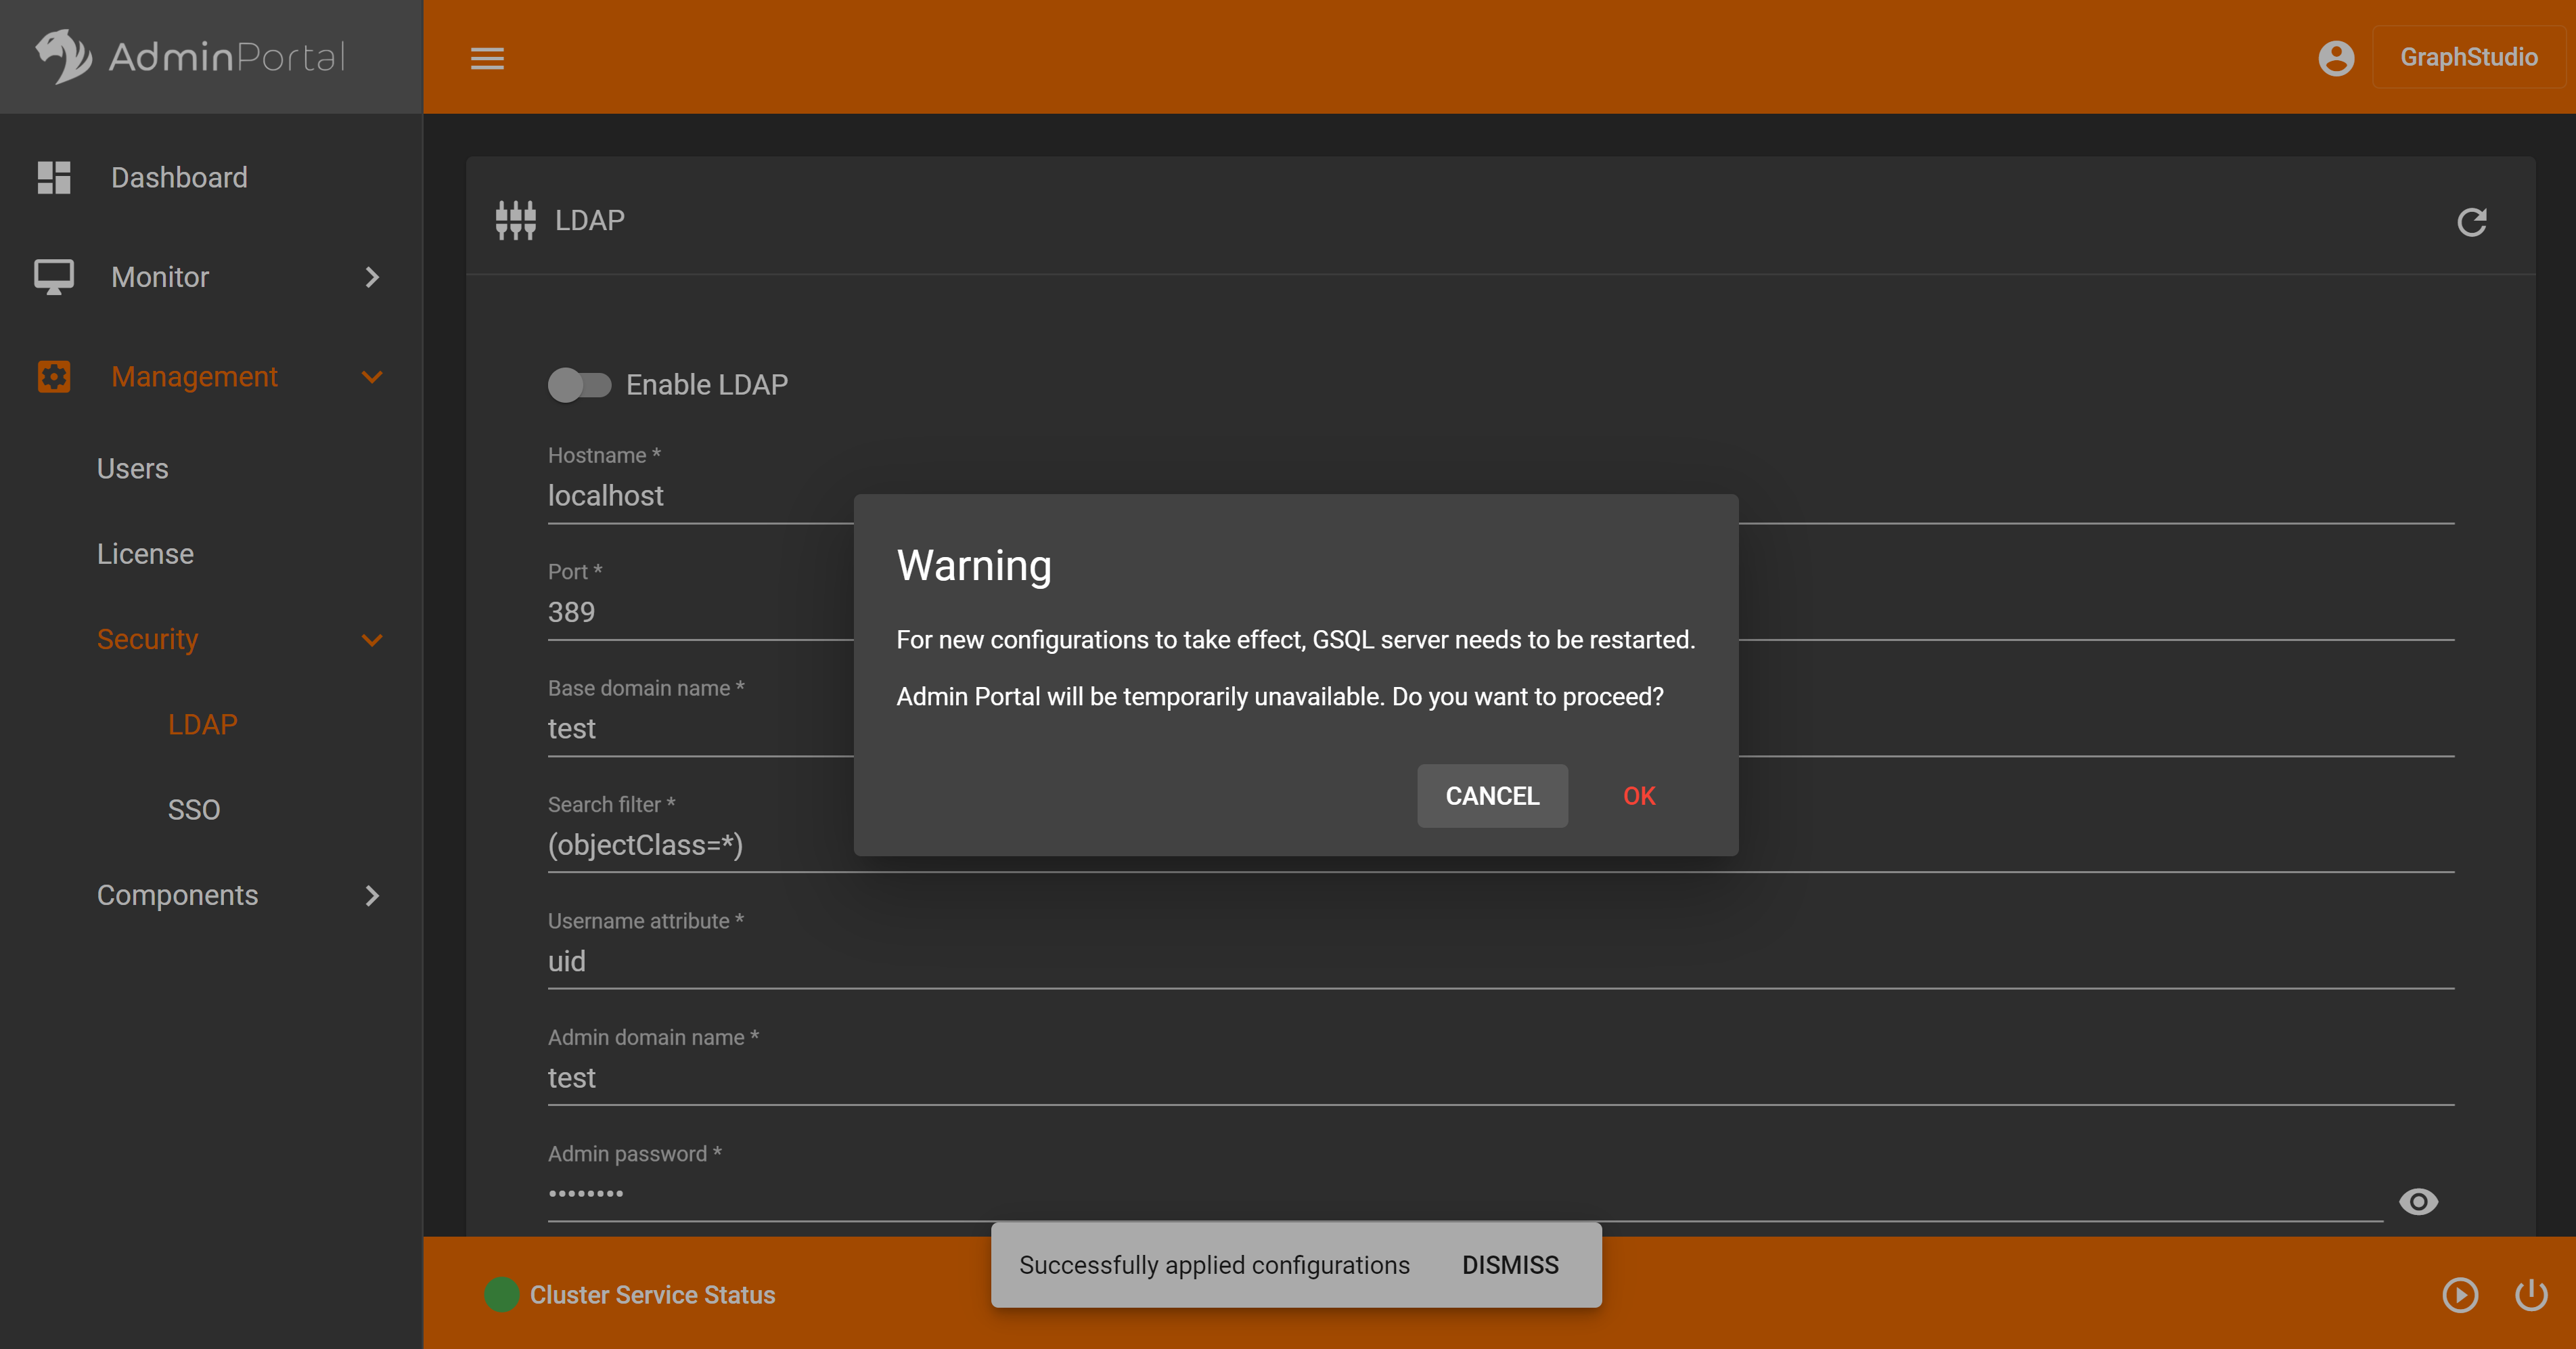 AdminPortal
GraphStudio
Dashboard
Monitor
Management
Users
License
Security
LDAP
SSO
Components
LDAP
Enable LDAP
Hostname *
localhost
Port *
389
Base domain name *
test
Search filter *
(objectClass=*)
Username attribute *
uid
Admin domain name *
test
Admin password *
••••••••
Warning
For new configurations to take effect, GSQL server needs to be restarted.
Admin Portal will be temporarily unavailable. Do you want to proceed?
CANCEL OK
Successfully applied configurations DISMISS
Cluster Service Status